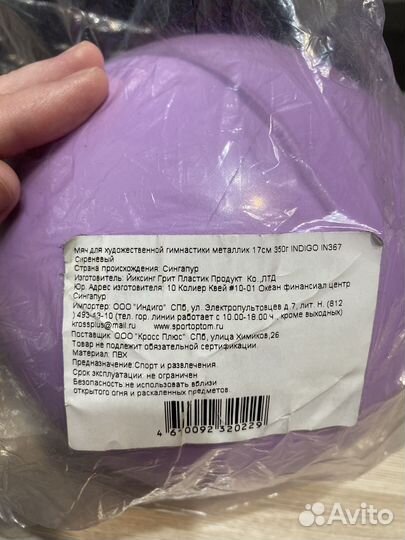 Мяч для художественной гимнастики металлик 17см 350г INDIGO IN367
Сиреневый
Страна происхождения: Сингапур
Изготовитель: Йиксинг Грит Пластик Продукт Ко.,ЛТД
Юр. Адрес изготовителя: 10 Колиер Квей #10-01 Океан финансиал центр
Сингапур
Импортер: ООО "Индиго" СПб, ул. Электропультовцев д.7, лит. Н. (812
) 493-13-10 (тел. гор. линии работает с 10.00-18.00 ч., кроме выходных)
krossplus@mail.ru www.sportoptom.ru
Поставщик: ООО "Кросс Плюс" СПб, улица Химиков,26
Товар не подлежит обязательной сертификации.
Материал: ПВХ
Предназначение:Спорт и развлечения.
Срок эксплуатации: не ограничен
Безопасность:не использовать вблизи
открытого огня и раскаленных предметов.
4 610092 320229
Avito